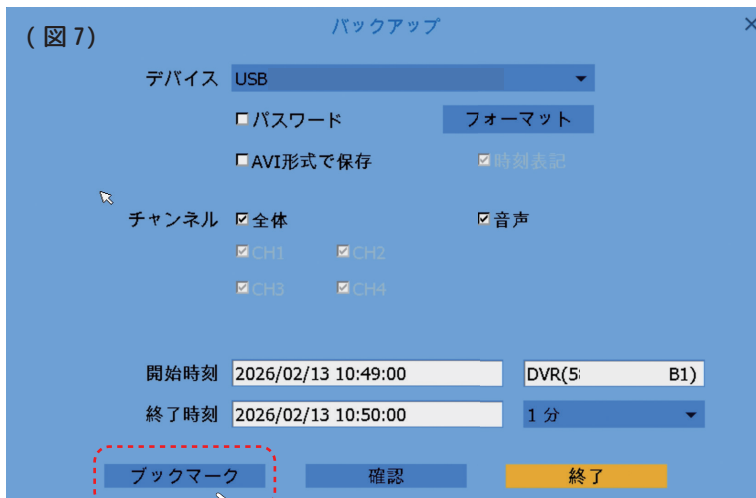 (図7)
バックアップ
デバイス USB
パスワード フォーマット
AVI形式で保存 時刻表記
チャンネル 全体 音声
CH1 CH2
CH3 CH4
開始時刻 2026/02/13 10:49:00 DVR(5 B1)
終了時刻 2026/02/13 10:50:00 1 分
ブックマーク 確認 終了